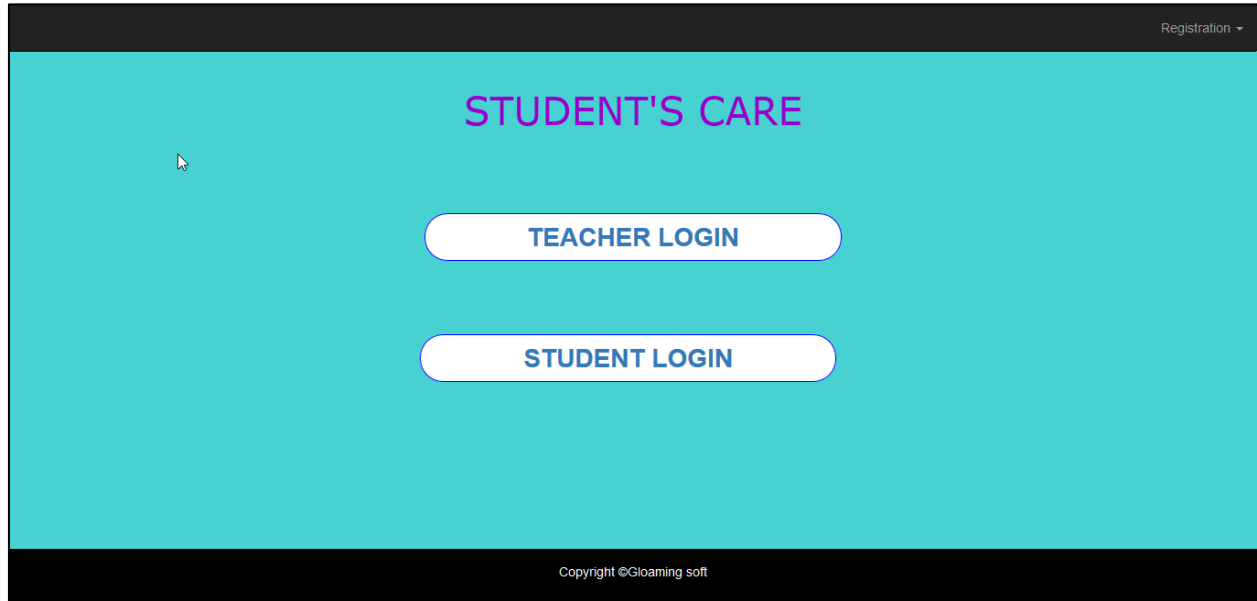 Registration
STUDENT'S CARE
TEACHER LOGIN
STUDENT LOGIN
Copyright ©Gloaming soft